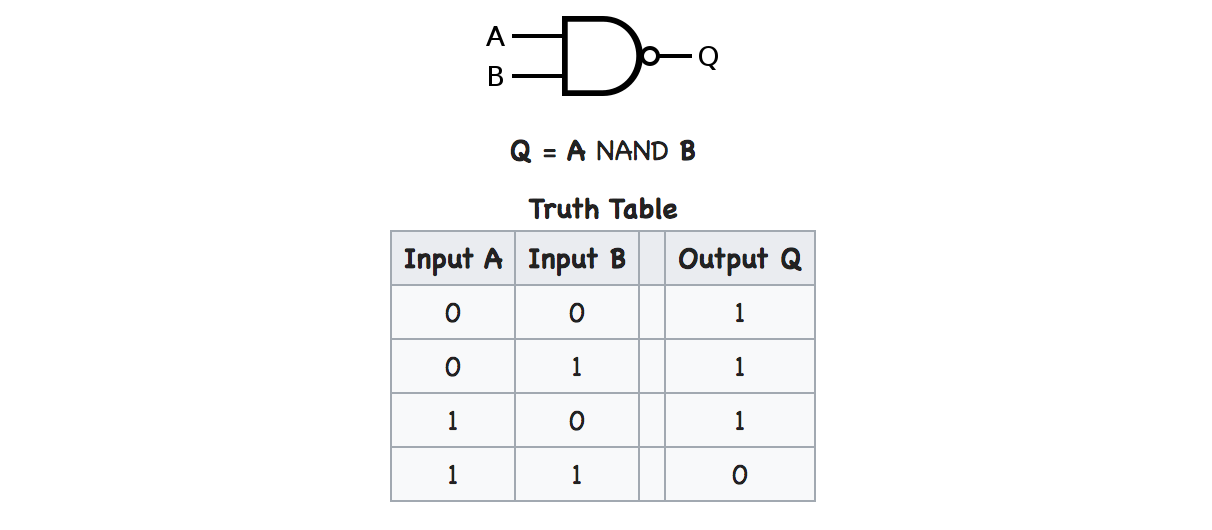 A
B
Q
Q = A NAND B
Truth Table
Input A Input B Output Q
0 0 1
0 1 1
1 0 1
1 1 0